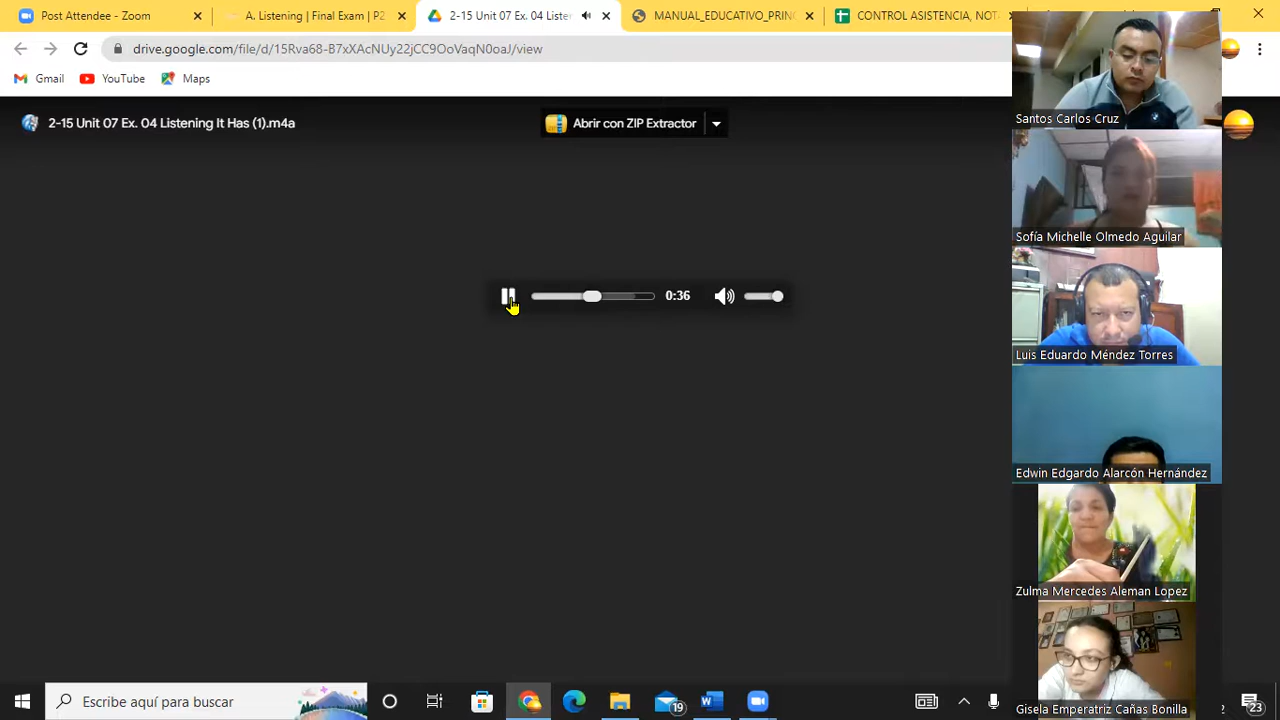 Post Attendee - Zoom
A. Listening | Final Exam | P2
2-15 Unit 07 Ex. 04 Lister
MANUAL_EDUCATIVO_PRINC
CONTROL ASISTENCIA, NOT
drive.google.com/file/d/15Rva68-B7xXAcNUy22jCC9OoVaqN0oaJ/view
Gmail
YouTube
Maps
2-15 Unit 07 Ex. 04 Listening It Has (1).m4a
Abrir con ZIP Extractor
0:36
Santos Carlos Cruz
Sofía Michelle Olmedo Aguilar
Luis Eduardo Méndez Torres
Edwin Edgardo Alarcón Hernández
Zulma Mercedes Aleman Lopez
Gisela Emperatriz Cañas Bonilla
Escribe aquí para buscar
19
2
23